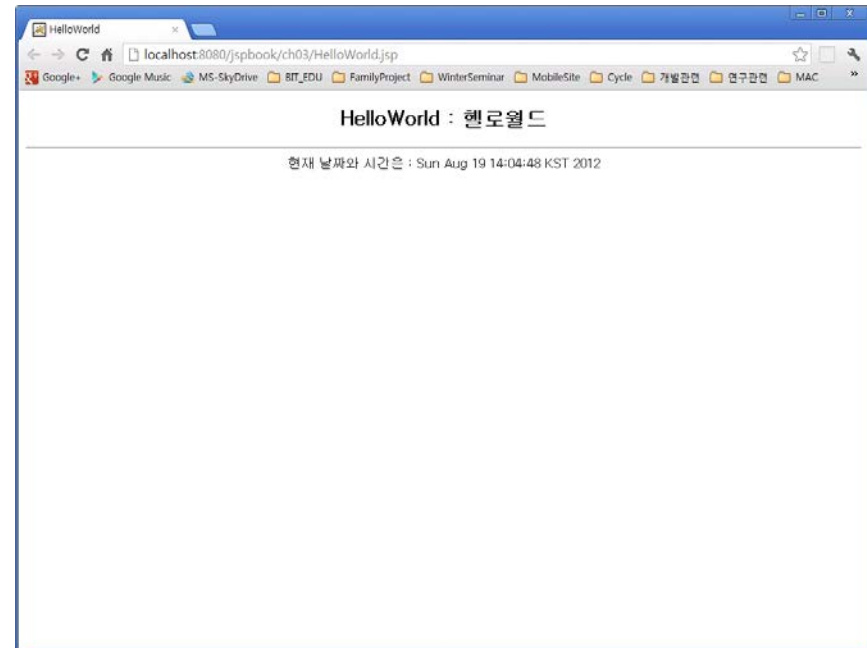 HelloWorld
localhost:8080/jspbook/ch03/HelloWorld.jsp
Google+ Google Music MS-SkyDrive BIT_EDU FamilyProject WinterSeminar MobileSite Cycle 개발관련 연구관련 MAC »
HelloWorld : 헬로월드
현재 날짜와 시간은 : Sun Aug 19 14:04:48 KST 2012